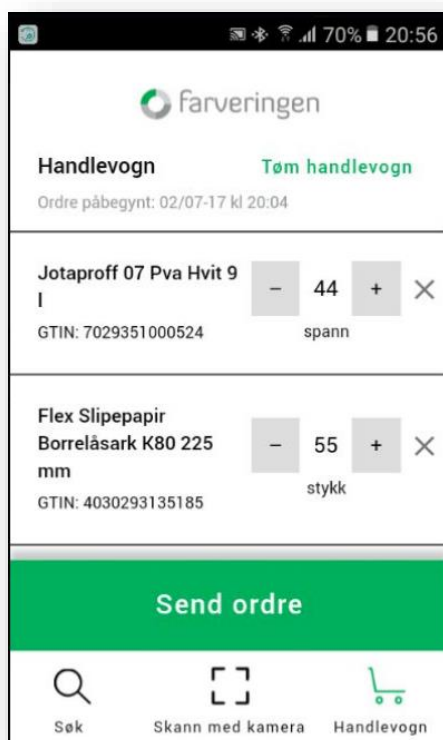 70% 20:56
farveringen
Handlevogn Tøm handlevogn
Ordre påbegynt: 02/07-17 kl 20:04
Jotaproff 07 Pva Hvit 9
l
GTIN: 7029351000524
− 44 +
spann
Flex Slipepapir
Borrelåsark K80 225
mm
GTIN: 4030293135185
− 55 +
stykk
Send ordre
Søk Skann med kamera Handlevogn